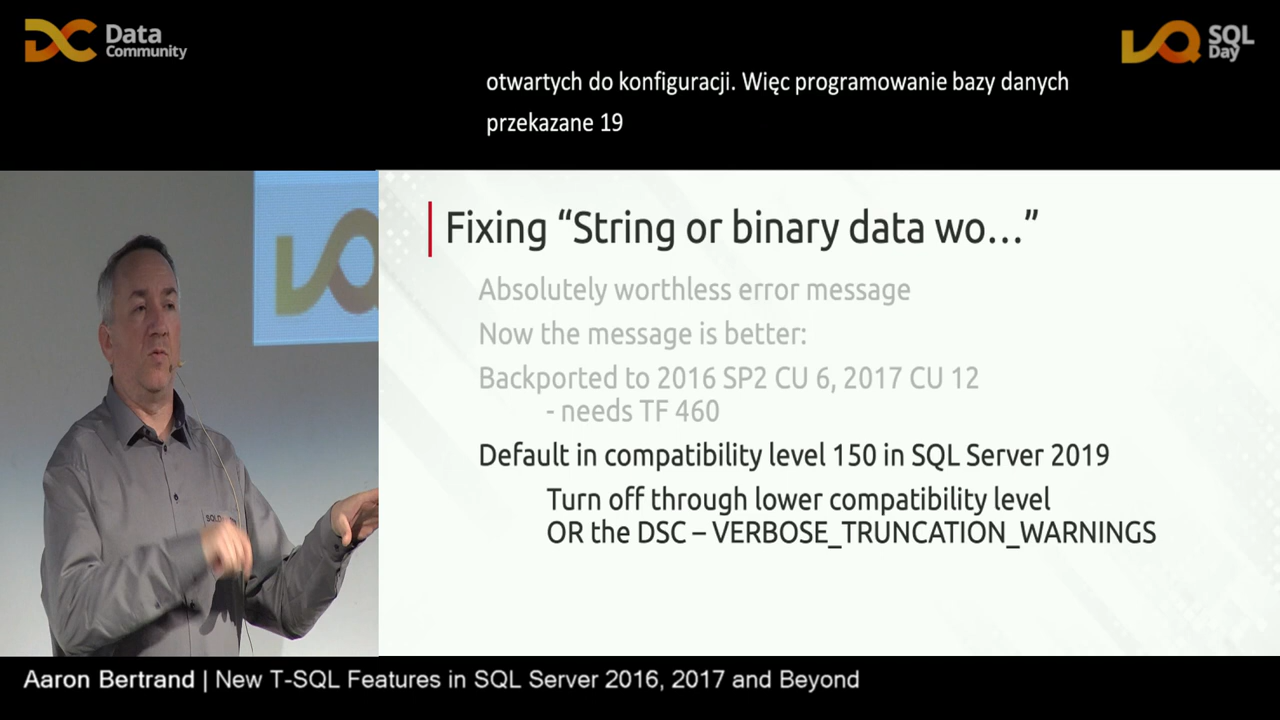 Data
Community
SQL
Day
otwartych do konfiguracji. Więc programowanie bazy danych
przekazane 19
Fixing “String or binary data wo...”
Absolutely worthless error message
Now the message is better:
Backported to 2016 SP2 CU 6, 2017 CU 12
- needs TF 460
Default in compatibility level 150 in SQL Server 2019
Turn off through lower compatibility level
OR the DSC – VERBOSE_TRUNCATION_WARNINGS
Aaron Bertrand | New T-SQL Features in SQL Server 2016, 2017 and Beyond